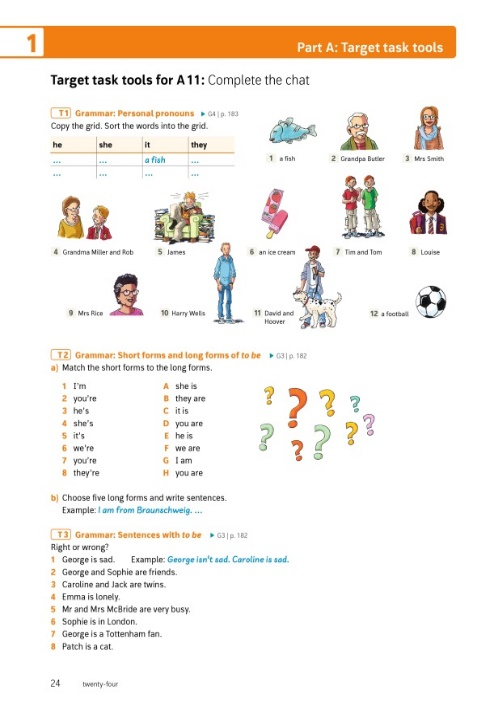 1
Part A: Target task tools
Target task tools for A11: Complete the chat
T1 Grammar: Personal pronouns ▶ G4 | p. 183
Copy the grid. Sort the words into the grid.
he she it they
... ... a fish ...
... ... ... ...
1 a fish 2 Grandpa Butler 3 Mrs Smith
4 Grandma Miller and Rob 5 James 6 an ice cream 7 Tim and Tom 8 Louise
9 Mrs Rice 10 Harry Wells 11 David and Hoover 12 a football
T2 Grammar: Short forms and long forms of to be ▶ G3 | p. 182
a) Match the short forms to the long forms.
1 I'm A she is
2 you're B they are
3 he's C it is
4 she's D you are
5 it's E he is
6 we're F we are
7 you're G I am
8 they're H you are
b) Choose five long forms and write sentences.
Example: I am from Braunschweig. ...
T3 Grammar: Sentences with to be ▶ G3 | p. 182
Right or wrong?
1 George is sad. Example: George isn't sad. Caroline is sad.
2 George and Sophie are friends.
3 Caroline and Jack are twins.
4 Emma is lonely.
5 Mr and Mrs McBride are very busy.
6 Sophie is in London.
7 George is a Tottenham fan.
8 Patch is a cat.
24 twenty-four